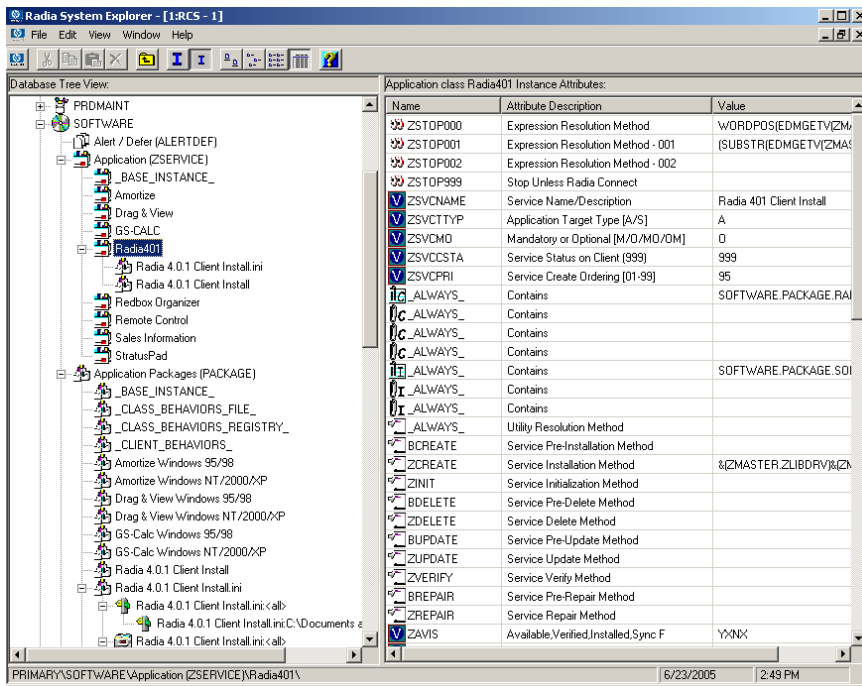 Radia System Explorer - [1:RCS - 1]
File Edit View Window Help
Database Tree View:
PRDMAINT
SOFTWARE
Alert / Defer (ALERTDEF)
Application (ZSERVICE)
_BASE_INSTANCE_
Amortize
Drag & View
GS-CALC
Radia401
Radia 4.0.1 Client Install.ini
Radia 4.0.1 Client Install
Redbox Organizer
Remote Control
Sales Information
StratusPad
Application Packages (PACKAGE)
_BASE_INSTANCE_
_CLASS_BEHAVIORS_FILE_
_CLASS_BEHAVIORS_REGISTRY_
_CLIENT_BEHAVIORS_
Amortize Windows 95/98
Amortize Windows NT/2000/XP
Drag & View Windows 95/98
Drag & View Windows NT/2000/XP
GS-Calc Windows 95/98
GS-Calc Windows NT/2000/XP
Radia 4.0.1 Client Install
Radia 4.0.1 Client Install.ini
Radia 4.0.1 Client Install.ini:<all>
Radia 4.0.1 Client Install.ini:C:\Documents a
Radia 4.0.1 Client Install.ini:<all>
Application class Radia401 Instance Attributes:
Name Attribute Description Value
ZSTOP000 Expression Resolution Method WORDPOS(EDMGETV(ZMA
ZSTOP001 Expression Resolution Method - 001 (SUBSTR(EDMGETV('ZMAS
ZSTOP002 Expression Resolution Method - 002
ZSTOP999 Stop Unless Radia Connect
ZSVCNAME Service Name/Description Radia 401 Client Install
ZSVCTTYP Application Target Type [A/S] A
ZSVCMO Mandatory or Optional [M/O/MO/OM] O
ZSVCCSTA Service Status on Client (999) 999
ZSVCPRI Service Create Ordering [01-99] 95
_ALWAYS_ Contains SOFTWARE.PACKAGE.RAI
_ALWAYS_ Contains
_ALWAYS_ Contains
_ALWAYS_ Contains
_ALWAYS_ Contains SOFTWARE.PACKAGE.SOI
_ALWAYS_ Contains
_ALWAYS_ Contains
_ALWAYS_ Utility Resolution Method
BCREATE Service Pre-Installation Method
ZCREATE Service Installation Method &(ZMASTER.ZLIBDRV)&(ZM
ZINIT Service Initialization Method
BDELETE Service Pre-Delete Method
ZDELETE Service Delete Method
BUPDATE Service Pre-Update Method
ZUPDATE Service Update Method
ZVERIFY Service Verify Method
BREPAIR Service Pre-Repair Method
ZREPAIR Service Repair Method
ZAVIS Available,Verified,Installed,Sync F YXNX
PRIMARY\SOFTWARE\Application (ZSERVICE)\Radia401\ 6/23/2005 2:49 PM